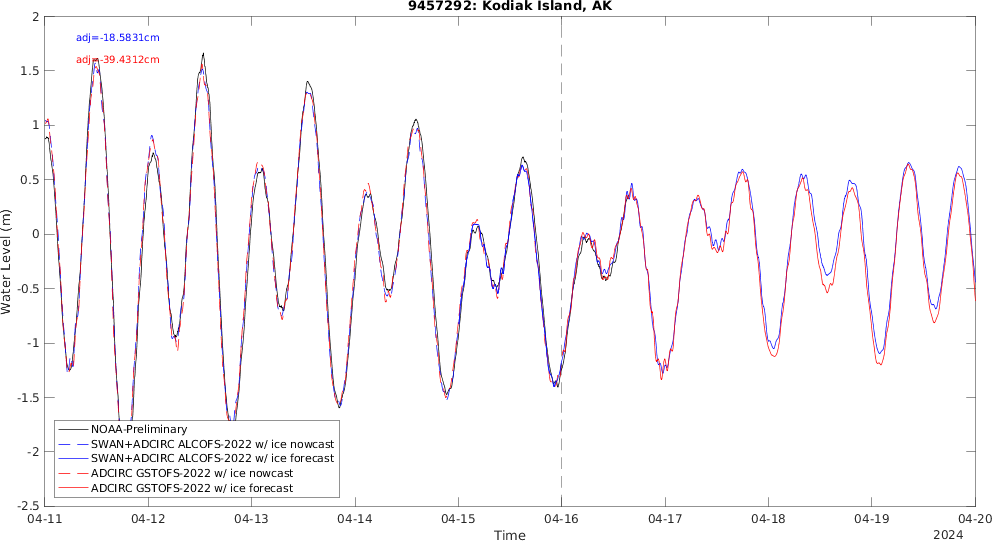 9457292: Kodiak Island, AK
adj=-18.5831cm
adj=-39.4312cm
Water Level (m)
2
1.5
1
0.5
0
-0.5
-1
-1.5
-2
-2.5
NOAA-Preliminary
SWAN+ADCIRC ALCOFS-2022 w/ ice nowcast
SWAN+ADCIRC ALCOFS-2022 w/ ice forecast
ADCIRC GSTOFS-2022 w/ ice nowcast
ADCIRC GSTOFS-2022 w/ ice forecast
04-11 04-12 04-13 04-14 04-15 04-16 04-17 04-18 04-19 04-20
Time
2024